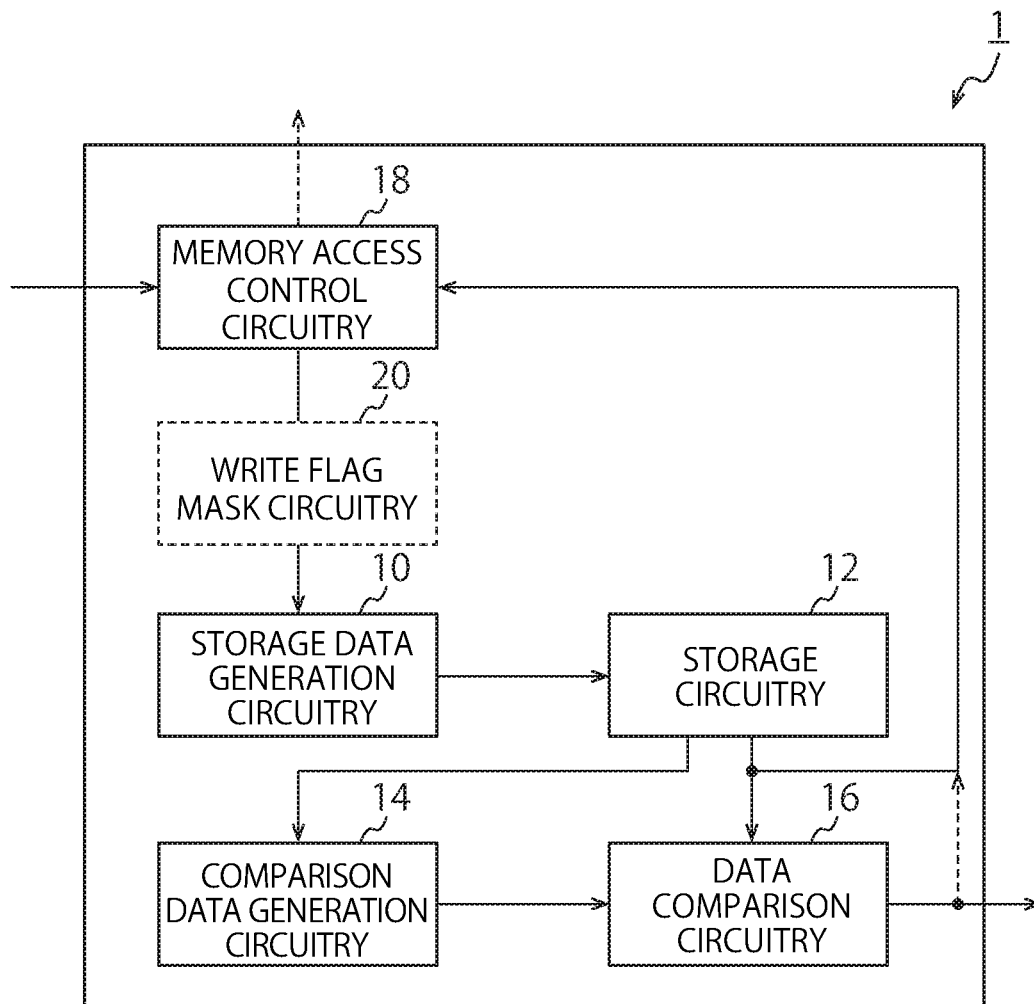 1
18
MEMORY ACCESS
CONTROL
CIRCUITRY
20
WRITE FLAG
MASK CIRCUITRY
10
STORAGE DATA
GENERATION
CIRCUITRY
12
STORAGE
CIRCUITRY
14
COMPARISON
DATA GENERATION
CIRCUITRY
16
DATA
COMPARISON
CIRCUITRY